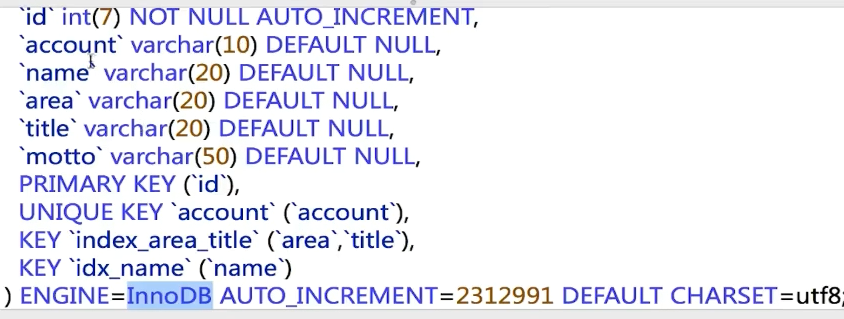 `id` int(7) NOT NULL AUTO_INCREMENT,
`account` varchar(10) DEFAULT NULL,
`name` varchar(20) DEFAULT NULL,
`area` varchar(20) DEFAULT NULL,
`title` varchar(20) DEFAULT NULL,
`motto` varchar(50) DEFAULT NULL,
PRIMARY KEY (`id`),
UNIQUE KEY `account` (`account`),
KEY `index_area_title` (`area`,`title`),
KEY `idx_name` (`name`)
) ENGINE=InnoDB AUTO_INCREMENT=2312991 DEFAULT CHARSET=utf8;